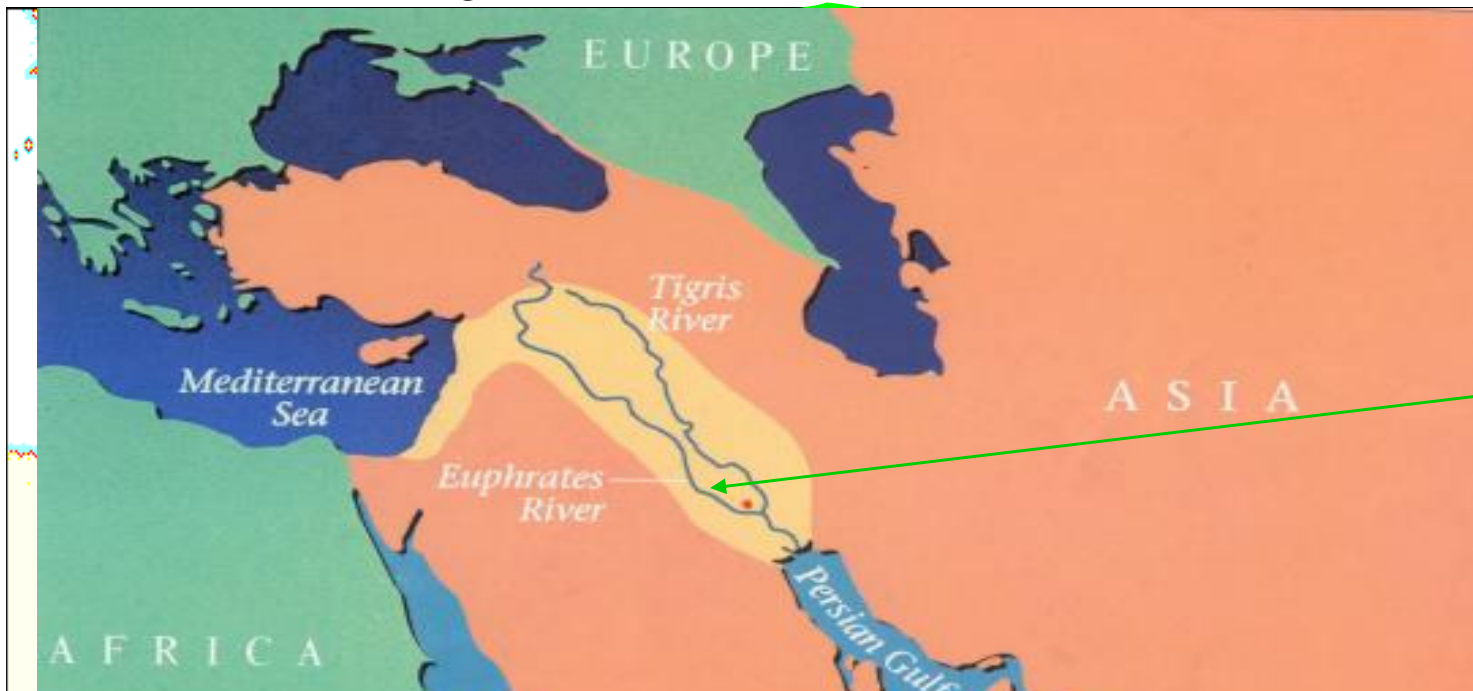 EUROPE
Tigris
River
Mediterranean
Sea
ASIA
Euphrates
River
Persian Gulf
AFRICA